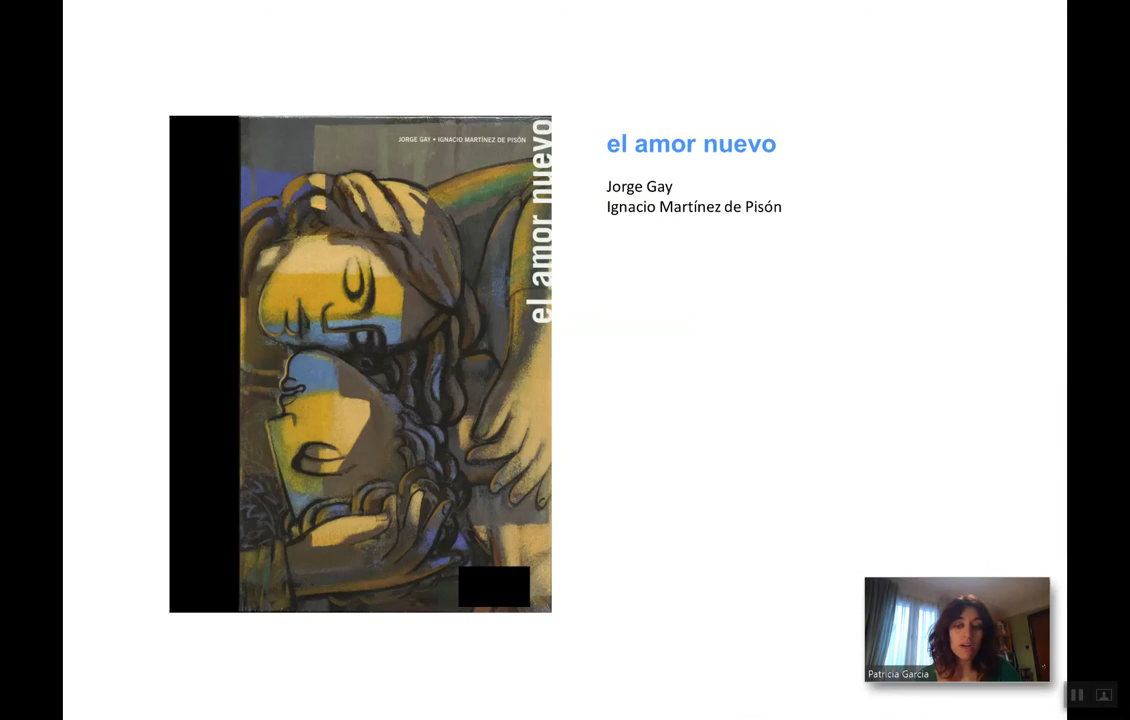 JORGE GAY • IGNACIO MARTÍNEZ DE PISÓN
el amor nuevo
el amor nuevo
Jorge Gay
Ignacio Martínez de Pisón
Patricia Garcia